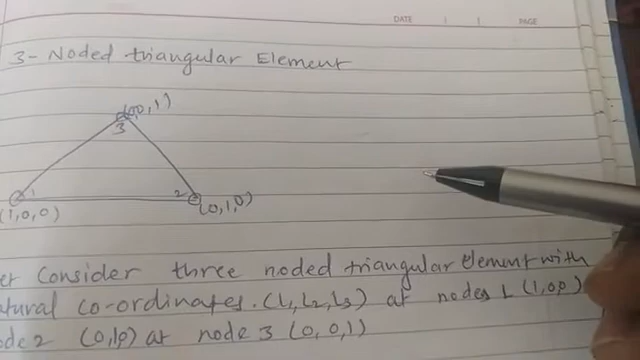 DATE
PAGE
3-Noded triangular Element
(0,0,1)
3
1
2
(1,0,0)
(0,1,0)
Consider three noded triangular element with
co-ordinates. (L1, L2, L3) at nodes 1 (1,0,0)
2 (0,1,0) at node 3 (0,0,1)